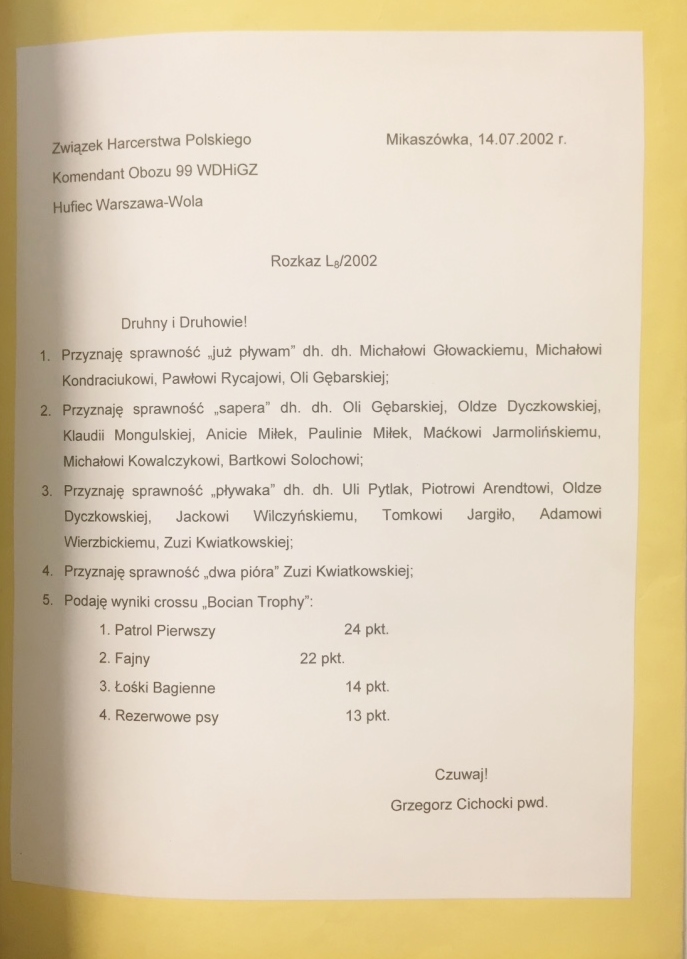 Związek Harcerstwa Polskiego Mikaszówka, 14.07.2002 r.
Komendant Obozu 99 WDHiGZ
Hufiec Warszawa-Wola
Rozkaz L₈/2002
Druhny i Druhowie!
1. Przyznaję sprawność „już pływam” dh. dh. Michałowi Głowackiemu, Michałowi
Kondraciukowi, Pawłowi Rycajowi, Oli Gębarskiej;
2. Przyznaję sprawność „sapera” dh. dh. Oli Gębarskiej, Oldze Dyczkowskiej,
Klaudii Mongulskiej, Anicie Miłek, Paulinie Miłek, Maćkowi Jarmolińskiemu,
Michałowi Kowalczykowi, Bartkowi Solochowi;
3. Przyznaję sprawność „pływaka” dh. dh. Uli Pytlak, Piotrowi Arendtowi, Oldze
Dyczkowskiej, Jackowi Wilczyńskiemu, Tomkowi Jargiło, Adamowi
Wierzbickiemu, Zuzi Kwiatkowskiej;
4. Przyznaję sprawność „dwa pióra” Zuzi Kwiatkowskiej;
5. Podaję wyniki crossu „Bocian Trophy”:
1. Patrol Pierwszy 24 pkt.
2. Fajny 22 pkt.
3. Łośki Bagienne 14 pkt.
4. Rezerwowe psy 13 pkt.
Czuwaj!
Grzegorz Cichocki pwd.